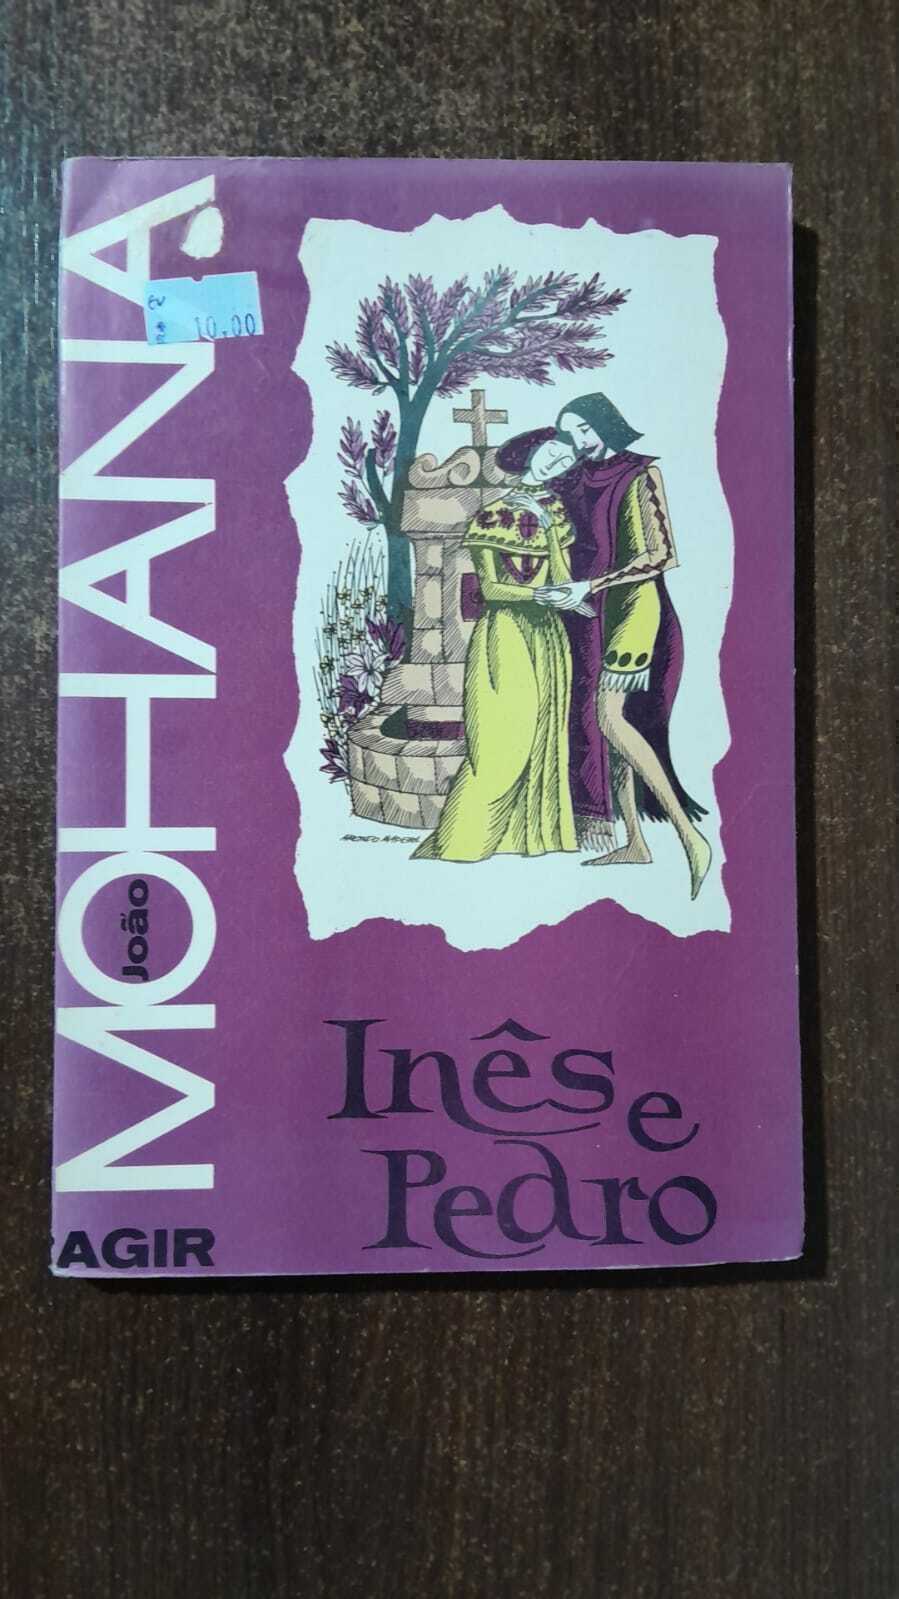 João
MOHANA
10.00
Inês e
Pedro
AGIR